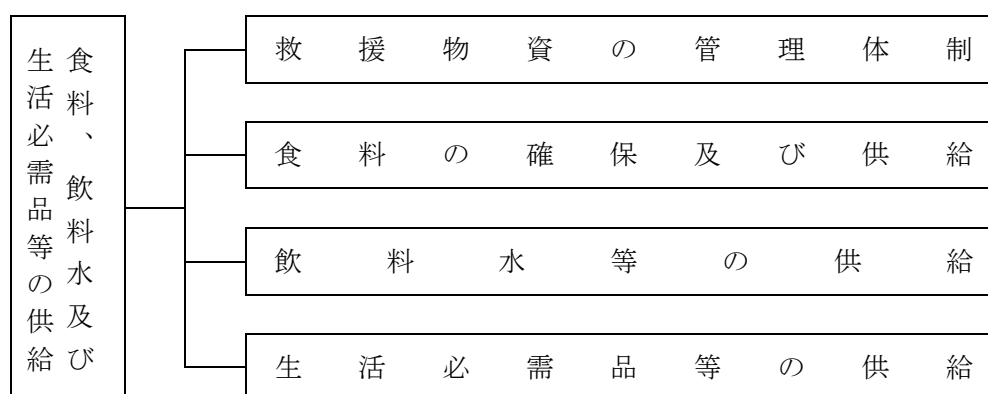 食料、飲料水及び
生活必需品等の供給
救援物資の管理体制
食料の確保及び供給
飲料水等の供給
生活必需品等の供給